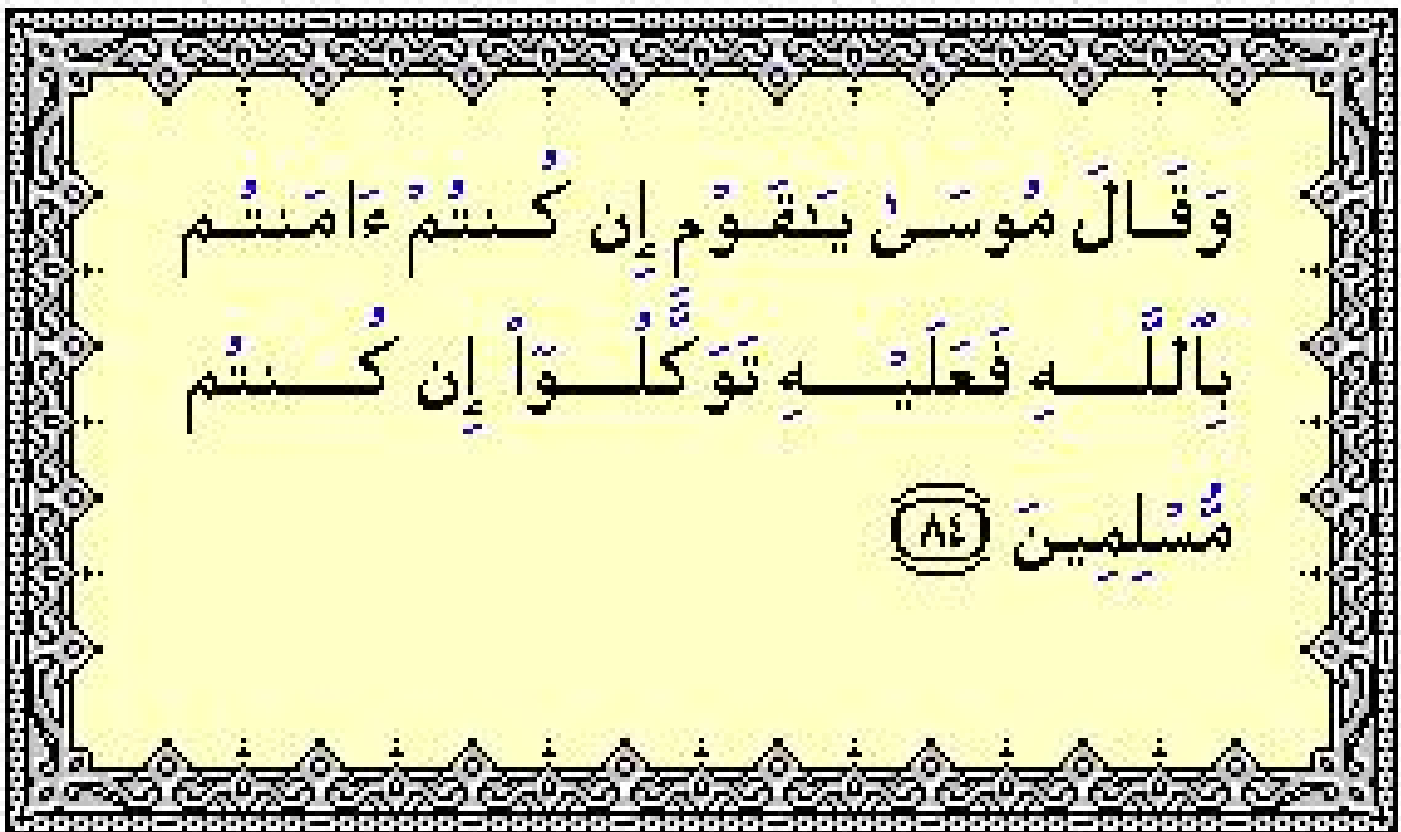 وَقَالَ مُوسَىٰ يَٰقَوْمِ إِن كُنتُمْ ءَامَنتُم
بِٱللَّهِ فَعَلَيْهِ تَوَكَّلُوٓاْ إِن كُنتُم
مُّسْلِمِينَ ٨٤